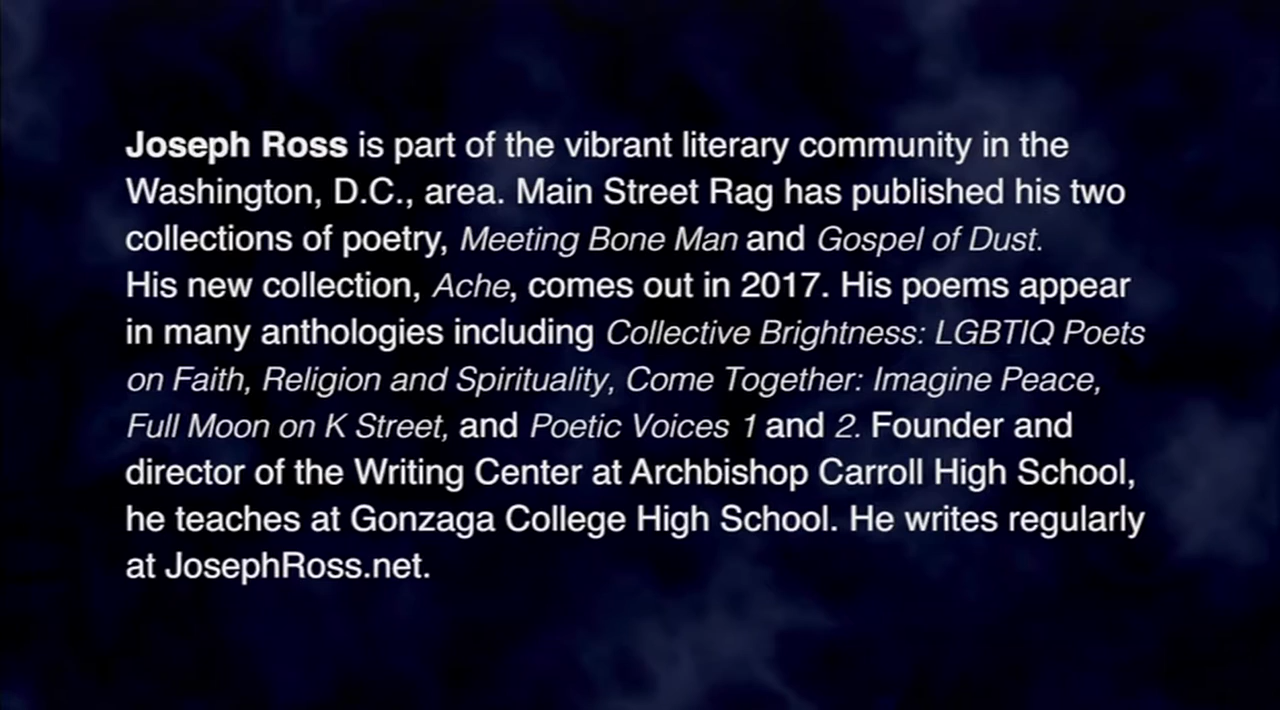 Joseph Ross is part of the vibrant literary community in the
Washington, D.C., area. Main Street Rag has published his two
collections of poetry, Meeting Bone Man and Gospel of Dust.
His new collection, Ache, comes out in 2017. His poems appear
in many anthologies including Collective Brightness: LGBTIQ Poets
on Faith, Religion and Spirituality, Come Together: Imagine Peace,
Full Moon on K Street, and Poetic Voices 1 and 2. Founder and
director of the Writing Center at Archbishop Carroll High School,
he teaches at Gonzaga College High School. He writes regularly
at JosephRoss.net.